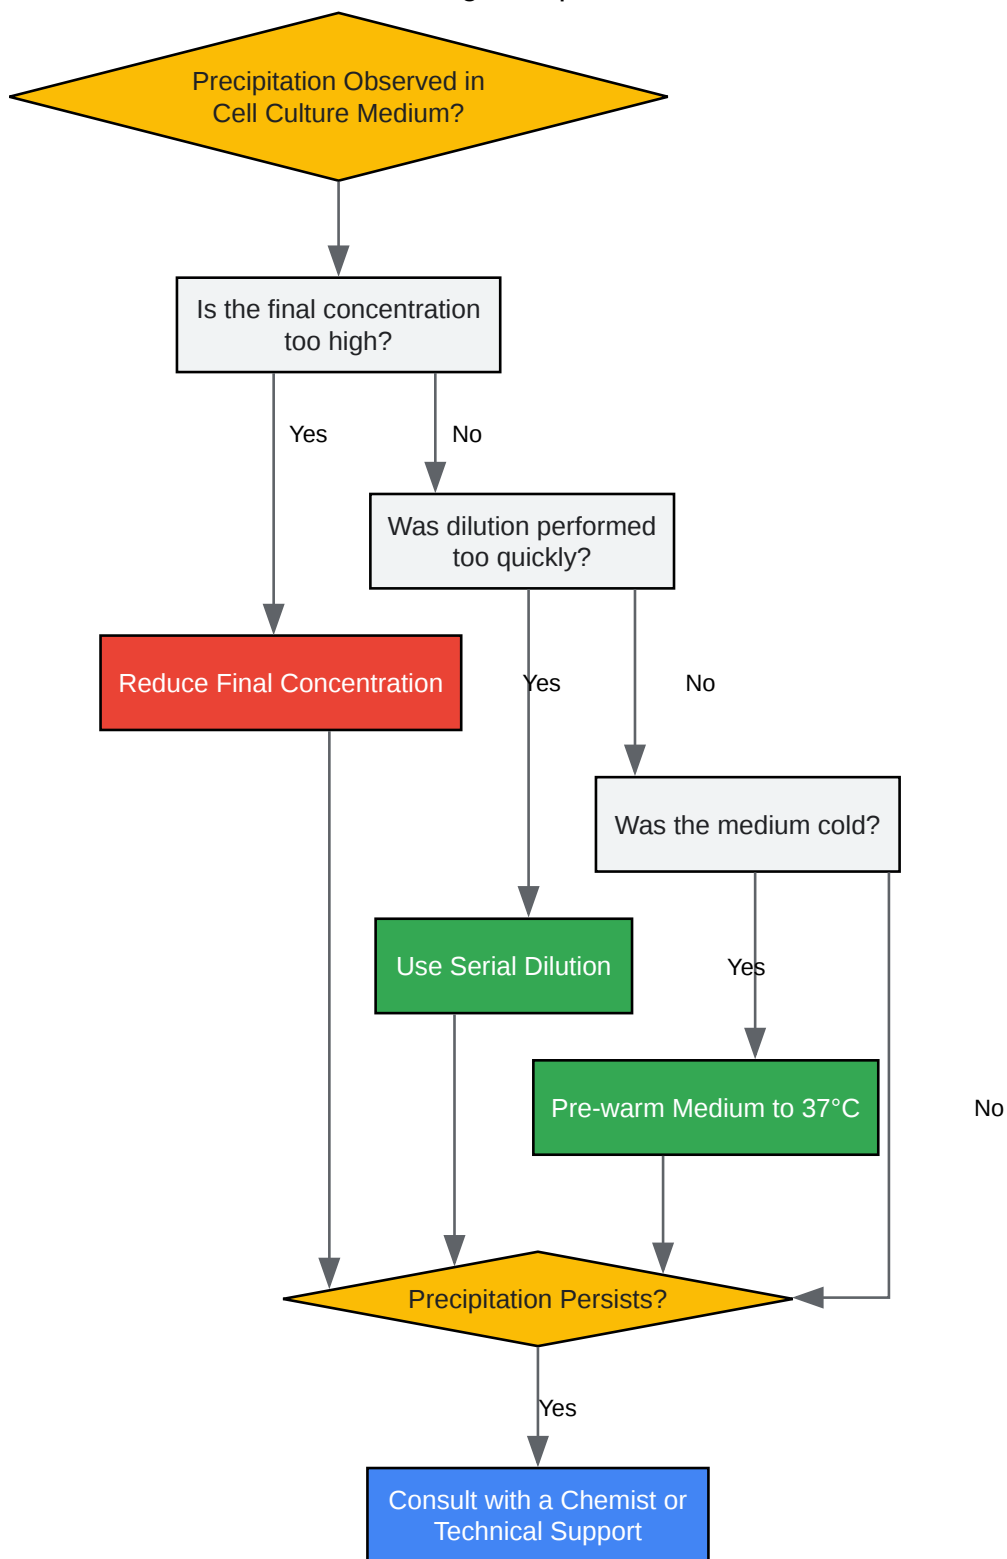 Precipitation Observed in
Cell Culture Medium?
Is the final concentration
too high?
Yes
No
Was dilution performed
too quickly?
Reduce Final Concentration
Yes
No
Was the medium cold?
Use Serial Dilution
Yes
Pre-warm Medium to 37°C
No
Precipitation Persists?
Yes
Consult with a Chemist or
Technical Support